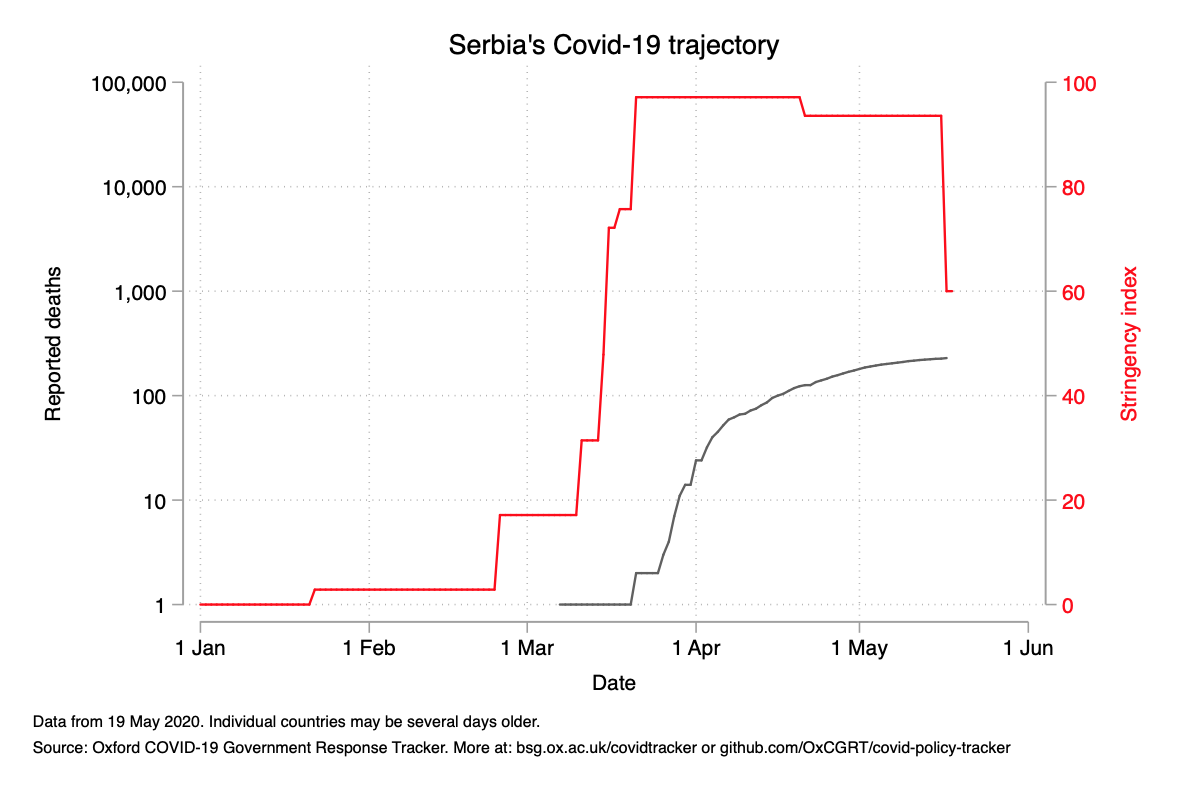 Serbia's Covid-19 trajectory
100,000
10,000
1,000
100
10
1
Reported deaths
100
80
60
40
20
0
Stringency index
1 Jan
1 Feb
1 Mar
1 Apr
1 May
1 Jun
Date
Data from 19 May 2020. Individual countries may be several days older.
Source: Oxford COVID-19 Government Response Tracker. More at: bsg.ox.ac.uk/covidtracker or github.com/OxCGRT/covid-policy-tracker